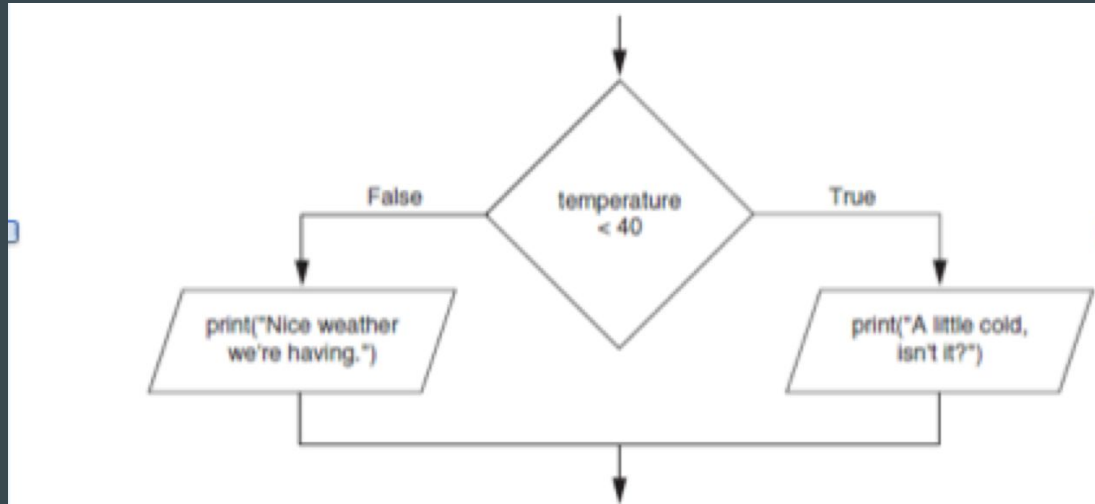 False
temperature
< 40
True
print("Nice weather
we're having.")
print("A little cold,
isn't it?")